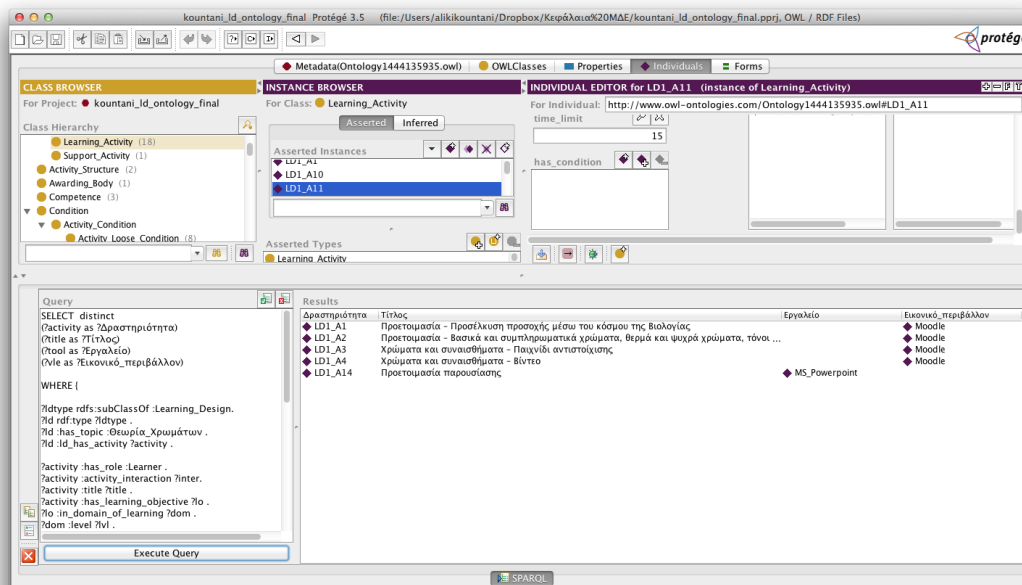 kountani_ld_ontology_final Protégé 3.5 (file:/Users/alikikountani/Dropbox/Κεφάλαια%20ΜΔΕ/kountani_ld_ontology_final.pprj, OWL / RDF Files)
protégé
Metadata(Ontology1444135935.owl) OWLClasses Properties Individuals Forms
CLASS BROWSER
For Project: kountani_ld_ontology_final
Class Hierarchy
Learning_Activity (18)
Support_Activity (1)
Activity_Structure (2)
Awarding_Body (1)
Competence (3)
Condition
Activity_Condition
Activity_Loose_Condition (8)
INSTANCE BROWSER
For Class: Learning_Activity
Asserted Inferred
Asserted Instances
LD1_A1
LD1_A10
LD1_A11
Asserted Types
Learning_Activity
INDIVIDUAL EDITOR for LD1_A11 (instance of Learning_Activity)
For Individual: http://www.owl-ontologies.com/Ontology1444135935.owl#LD1_A11
time_limit
15
has_condition
Query
SELECT distinct
(?activity as ?Δραστηριότητα)
(?title as ?Τίτλος)
(?tool as ?Εργαλείο)
(?vle as ?Εικονικό_περιβάλλον)
WHERE {
?ldtype rdfs:subClassOf :Learning_Design.
?ld rdf:type ?ldtype .
?ld :has_topic :Θεωρία_Χρωμάτων .
?ld :ld_has_activity ?activity .
?activity :has_role :Learner .
?activity :activity_interaction ?inter.
?activity :title ?title .
?activity :has_learning_objective ?lo .
?lo :in_domain_of_learning ?dom .
?dom :level ?lvl .
Execute Query
Results
Δραστηριότητα Τίτλος Εργαλείο Εικονικό_περιβάλλον
LD1_A1 Προετοιμασία - Προσέλκυση προσοχής μέσω του κόσμου της Βιολογίας Moodle
LD1_A2 Προετοιμασία - Βασικά και συμπληρωματικά χρώματα, θερμά και ψυχρά χρώματα, τόνοι ... Moodle
LD1_A3 Χρώματα και συναισθήματα - Παιχνίδι αντιστοίχισης Moodle
LD1_A4 Χρώματα και συναισθήματα - Βίντεο Moodle
LD1_A14 Προετοιμασία παρουσίασης MS_Powerpoint
SPARQL